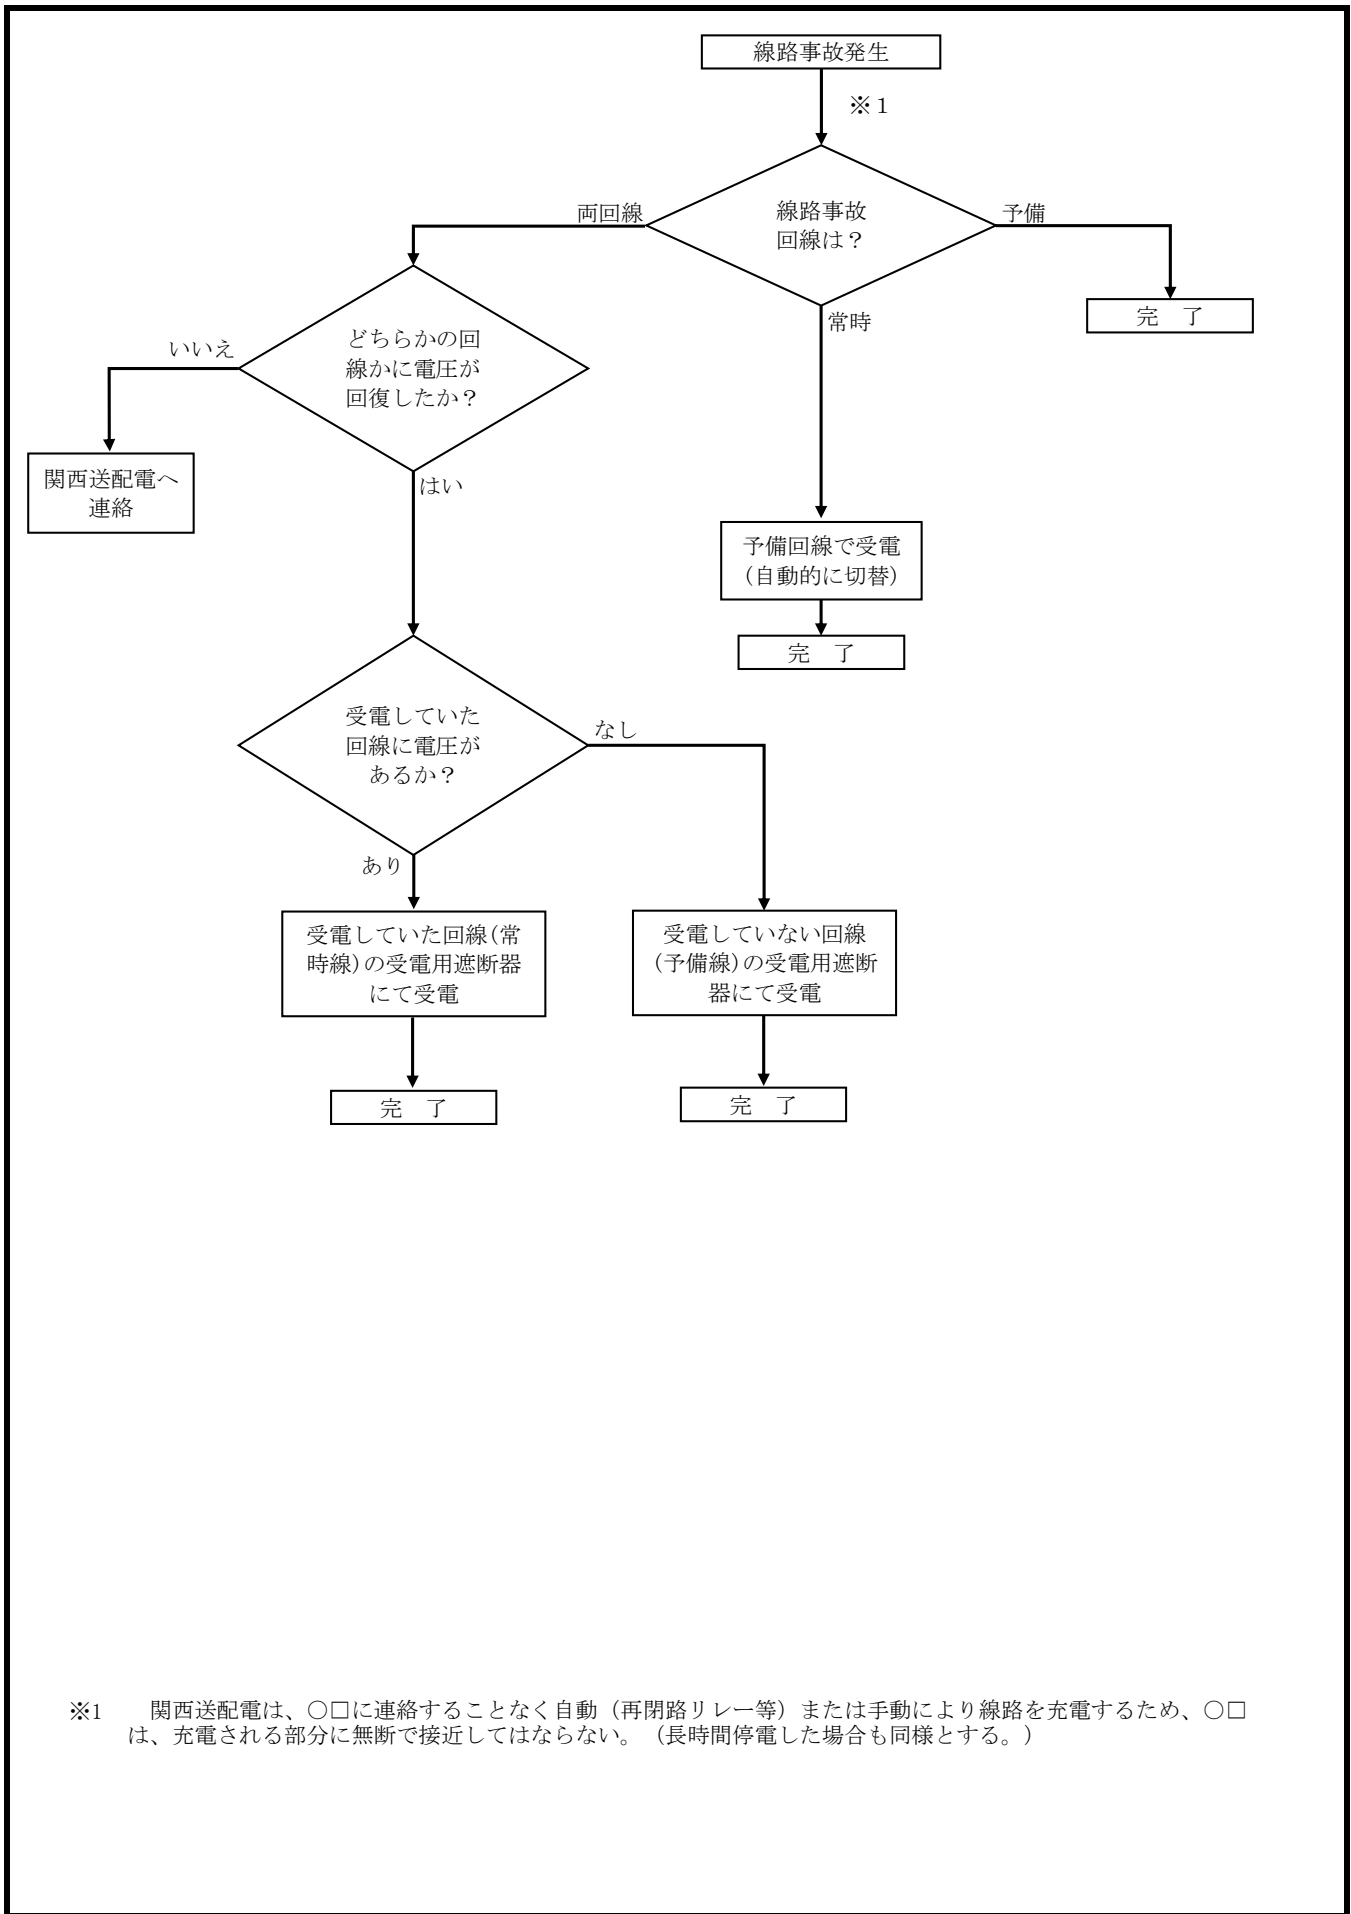 線路事故発生
※１
線路事故
回線は？
両回線
予備
常時
完　了
どちらかの回
線かに電圧が
回復したか？
いいえ
はい
関西送配電へ
連絡
予備回線で受電
（自動的に切替）
完　了
受電していた
回線に電圧が
あるか？
なし
あり
受電していた回線（常
時線）の受電用遮断器
にて受電
受電していない回線
（予備線）の受電用遮断
器にて受電
完　了
完　了
※1　関西送配電は、○□に連絡することなく自動（再閉路リレー等）または手動により線路を充電するため、○□
は、充電される部分に無断で接近してはならない。（長時間停電した場合も同様とする。）